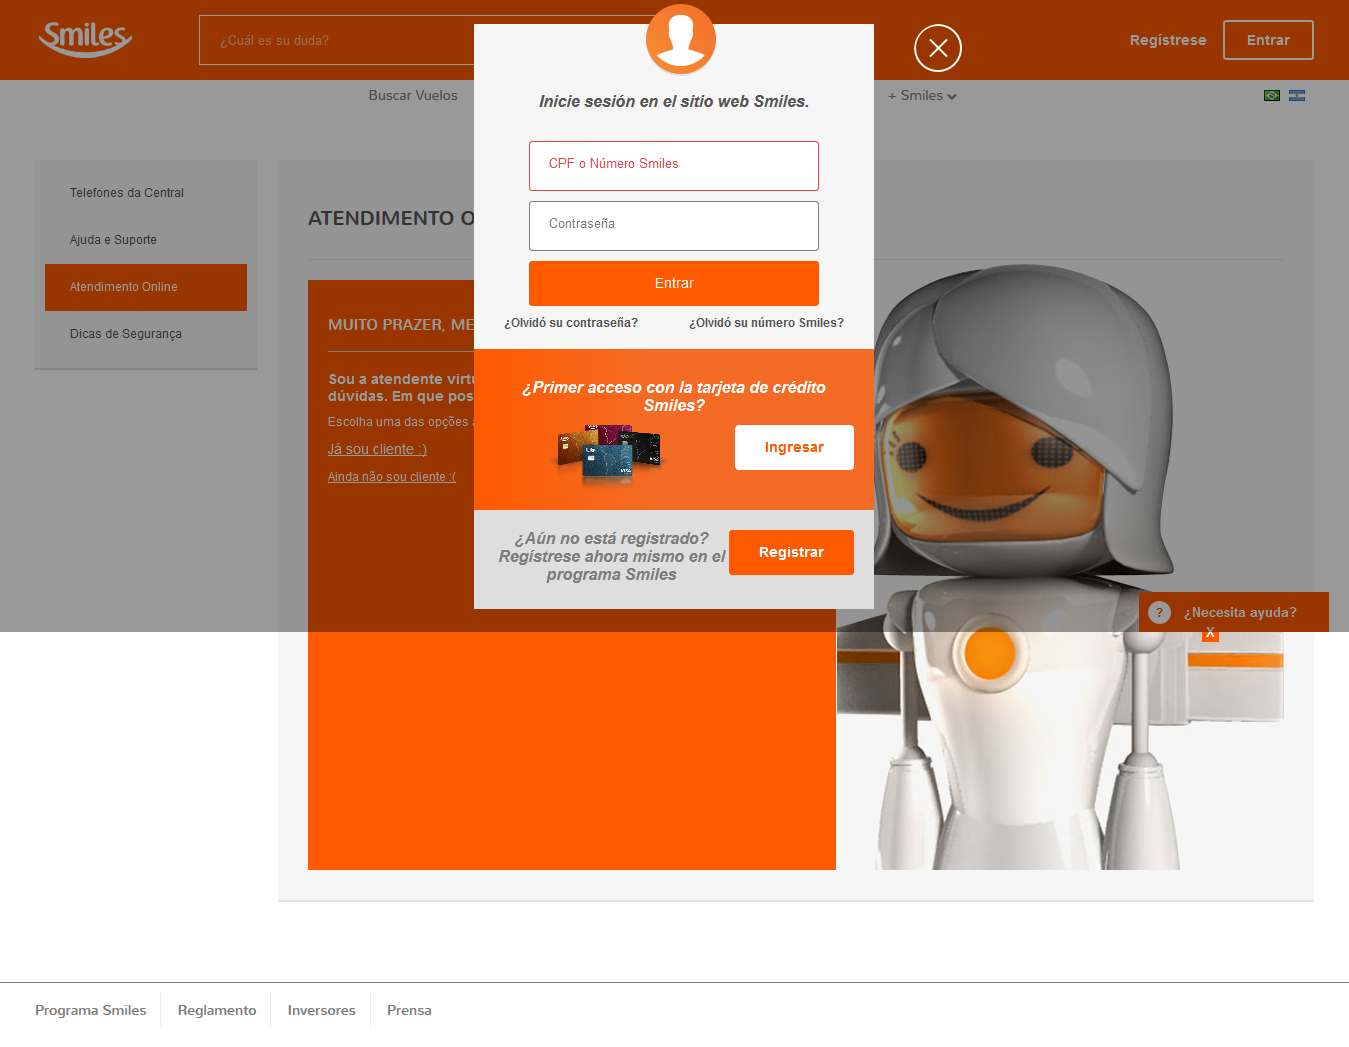 Smiles
¿Cuál es su duda?
Regístrese
Entrar
Buscar Vuelos
+ Smiles
Telefones da Central
Ajuda e Suporte
Atendimento Online
Dicas de Segurança
ATENDIMENTO O
MUITO PRAZER, ME
Sou a atendente virtu
dúvidas. Em que pos
Escolha uma das opções a
Já sou cliente :)
Ainda não sou cliente :(
Inicie sesión en el sitio web Smiles.
CPF o Número Smiles
Contraseña
Entrar
¿Olvidó su contraseña?
¿Olvidó su número Smiles?
¿Primer acceso con la tarjeta de crédito
Smiles?
VISA
Ingresar
¿Aún no está registrado?
Regístrese ahora mismo en el
programa Smiles
Registrar
? ¿Necesita ayuda?
X
Programa Smiles
Reglamento
Inversores
Prensa